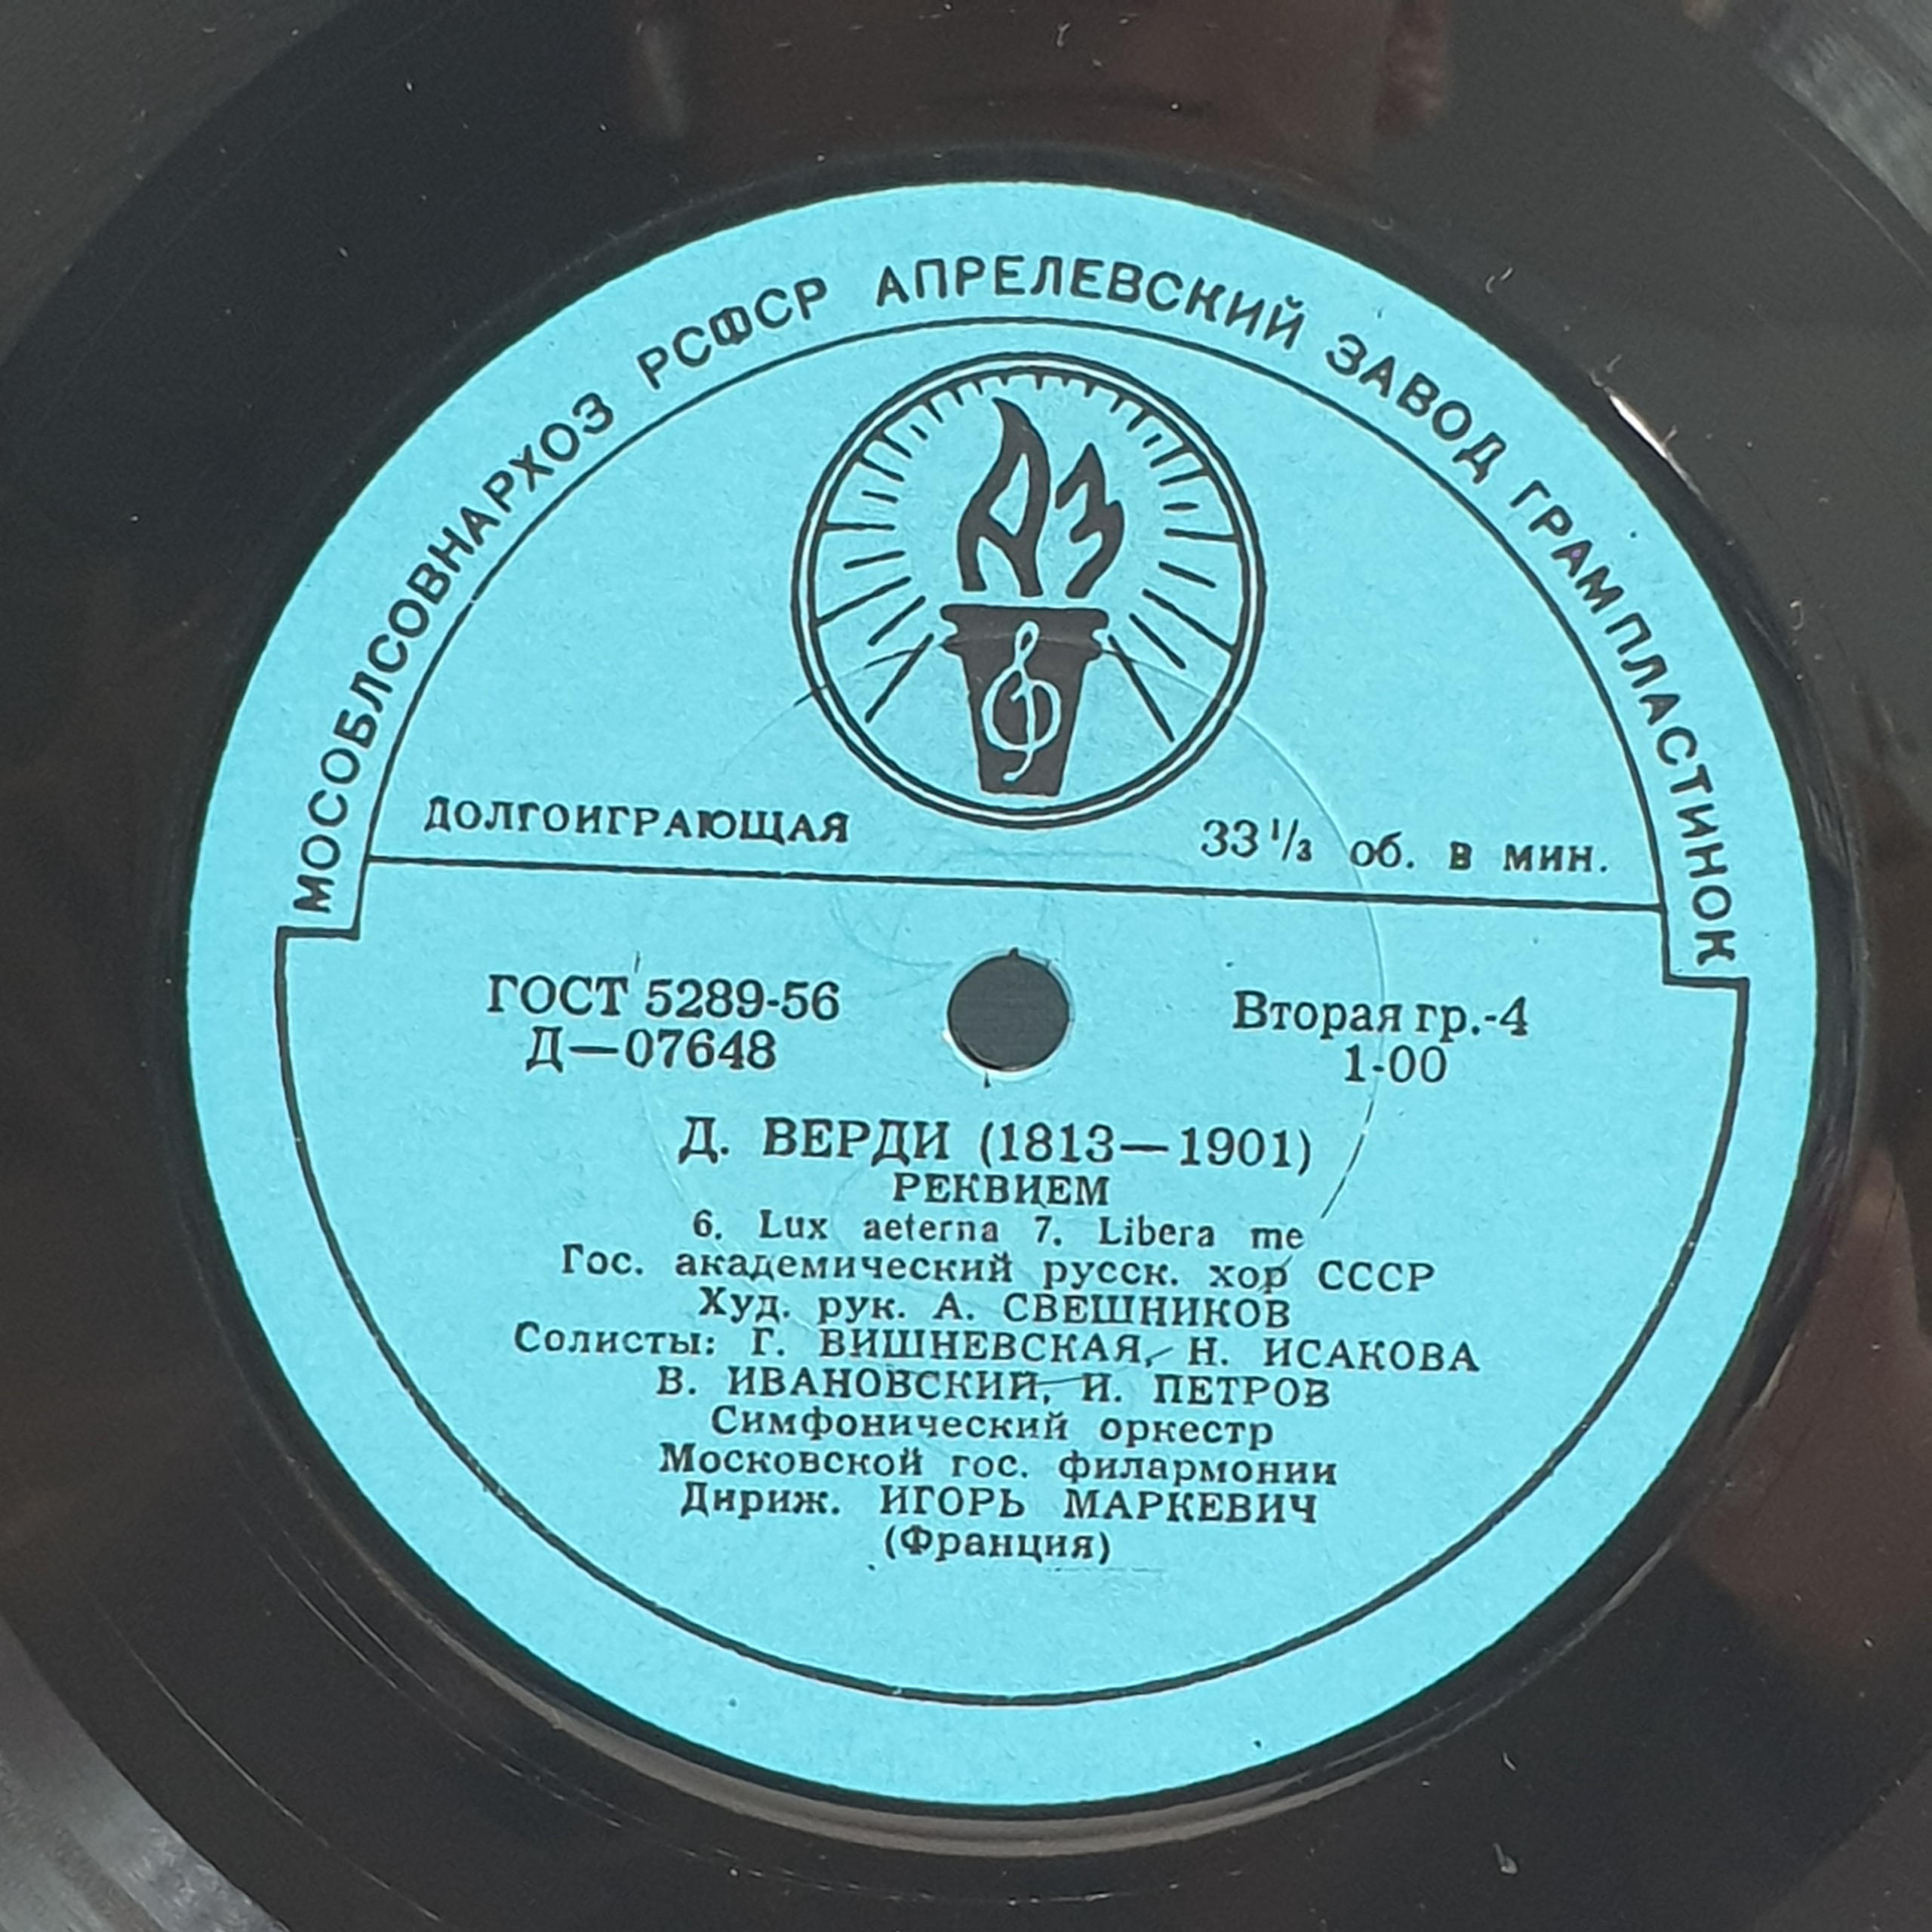 МОСОБЛСОВНАРХОЗ РСФСР АПРЕЛЕВСКИЙ ЗАВОД ГРАМПЛАСТИНОК
АЗ
ДОЛГОИГРАЮЩАЯ 33 1/3 об. в мин.
ГОСТ 5289-56 Вторая гр.-4
Д—07648 1-00
Д. ВЕРДИ (1813—1901)
РЕКВИЕМ
6. Lux aeterna 7. Libera me
Гос. академический русск. хор СССР
Худ. рук. А. СВЕШНИКОВ
Солисты: Г. ВИШНЕВСКАЯ, Н. ИСАКОВА
В. ИВАНОВСКИЙ, И. ПЕТРОВ
Симфонический оркестр
Московской гос. филармонии
Дириж. ИГОРЬ МАРКЕВИЧ
(Франция)